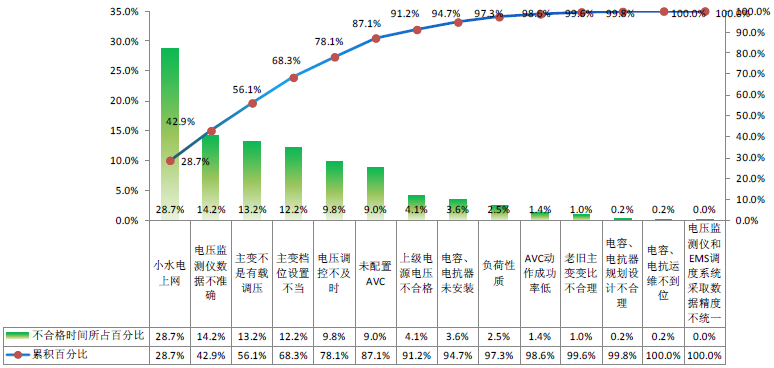 35.0%
30.0%
25.0%
20.0%
15.0%
10.0%
5.0%
0.0%
100.0%
90.0%
80.0%
70.0%
60.0%
50.0%
40.0%
30.0%
20.0%
10.0%
0.0%
28.7%
42.9%
56.1%
68.3%
78.1%
87.1%
91.2%
94.7%
97.3%
98.6%
99.6%
99.8%
100.0%
100.0%
28.7% 14.2% 13.2% 12.2% 9.8% 9.0% 4.1% 3.6% 2.5% 1.4% 1.0% 0.2% 0.2% 0.0%
小水电
上网
电压监
测仪数
据不准确
主变不
是有载
调压
主变档
位设置
不当
电压调
控不及
时
未配置
AVC
上级电
源电压
不合格
电容、
电抗器
未安装
负荷性
质
AVC动
作成功
率低
老旧主
变变比
不合理
电容、
电抗器
规划设
计不合理
电容、
电抗运
维不到位
电压监
测仪和
EMS调
度系统
采取数
据精度
不统一
不合格时间所占百分比 28.7% 14.2% 13.2% 12.2% 9.8% 9.0% 4.1% 3.6% 2.5% 1.4% 1.0% 0.2% 0.2% 0.0%
累积百分比 28.7% 42.9% 56.1% 68.3% 78.1% 87.1% 91.2% 94.7% 97.3% 98.6% 99.6% 99.8% 100.0% 100.0%